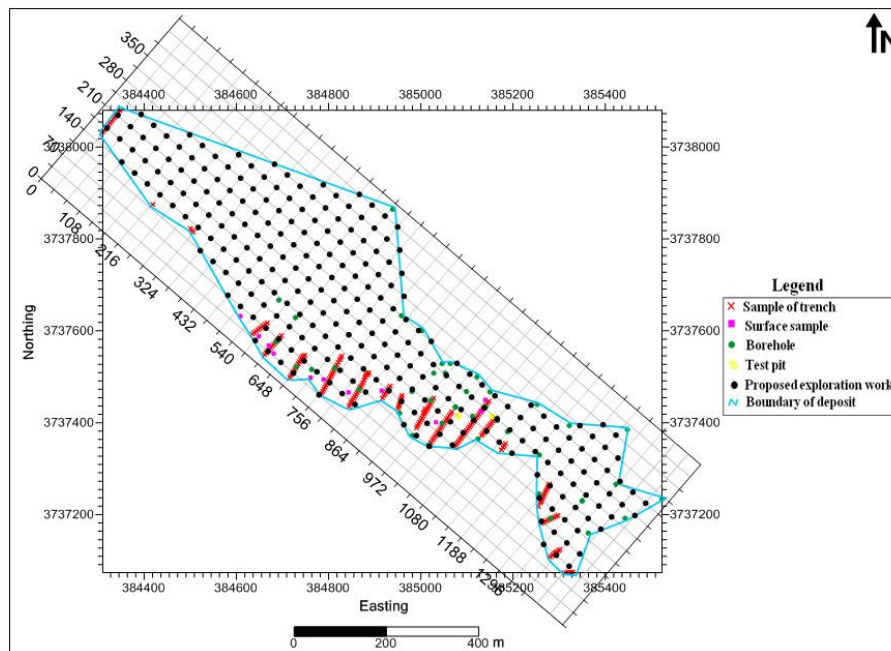 N
350
280
210
140
70
0
0
108
216
324
432
540
648
756
864
972
1080
1188
1296
384400 384600 384800 385000 385200 385400
3738000 3738000
3737800 3737800
3737600 3737600
3737400 3737400
3737200 3737200
384400 384600 384800 385000 385200 385400
Northing
Easting
0 200 400 m
Legend
Sample of trench
Surface sample
Borehole
Test pit
Proposed exploration work
Boundary of deposit